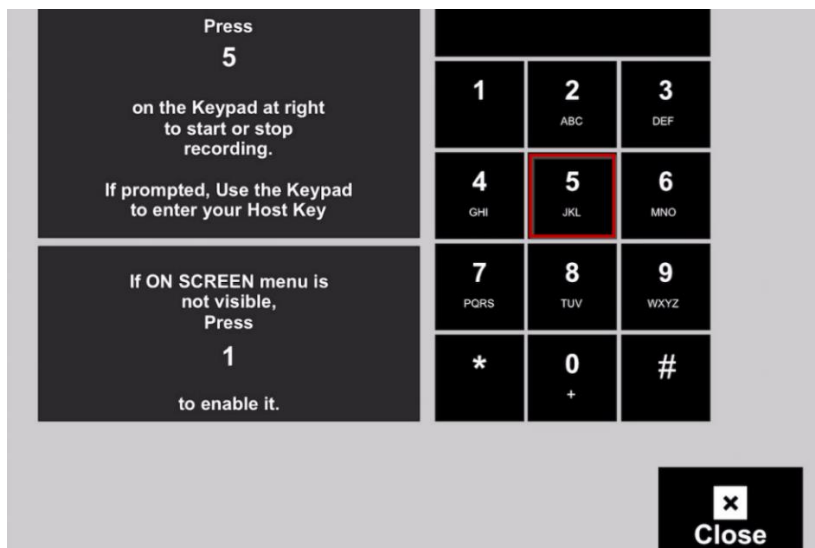 Press
5
on the Keypad at right
to start or stop
recording.
If prompted, Use the Keypad
to enter your Host Key
If ON SCREEN menu is
not visible,
Press
1
to enable it.
1
2
ABC
3
DEF
4
GHI
5
JKL
6
MNO
7
PQRS
8
TUV
9
WXYZ
*
0
+
#
×
Close